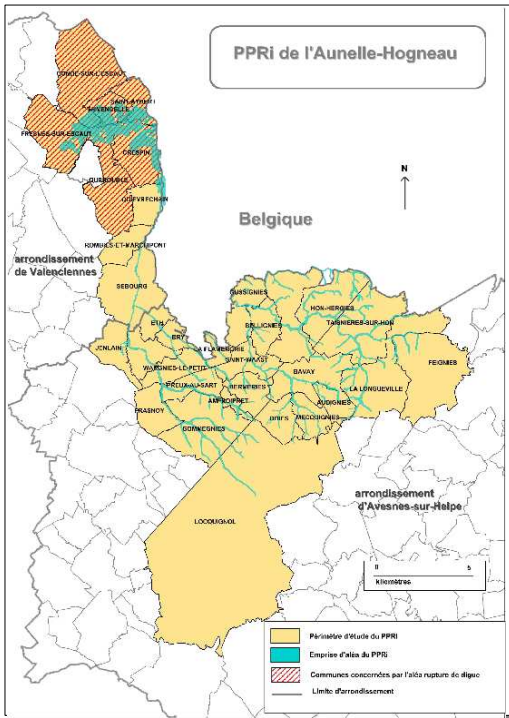 PPRi de l'Aunelle-Hogneau
CONDE-SUR-L'ESCAUT
SAINT-AYBERT
THIVENCELLE
FRESNES-SUR-ESCAUT
CRESPIN
QUAROUBLE
QUIEVRECHAIN
N
Belgique
ROMBIES-ET-MARCHIPONT
arrondissement
de Valenciennes
SEBOURG
GUSSIGNIES
HON-HERGIES
ETH
BELLIGNIES
TAISNIERES-SUR-HON
BRY
LA FLAMENGRIE
JENLAIN
SAINT-WAAST
FEIGNIES
WARGNIES-LE-PETIT
BAVAY
PREUX-AU-SART
BERMERIES
LA LONGUEVILLE
AMFROIPRET
AUDIGNIES
FRASNOY
OBIES
MECQUIGNIES
GOMMEGNIES
arrondissement
d'Avesnes-sur-Helpe
LOCQUIGNOL
0 5
kilomètres
Périmètre d'étude du PPRI
Emprise d'aléa du PPRi
Communes concernées par l'aléa rupture de digue
Limite d'arrondissement